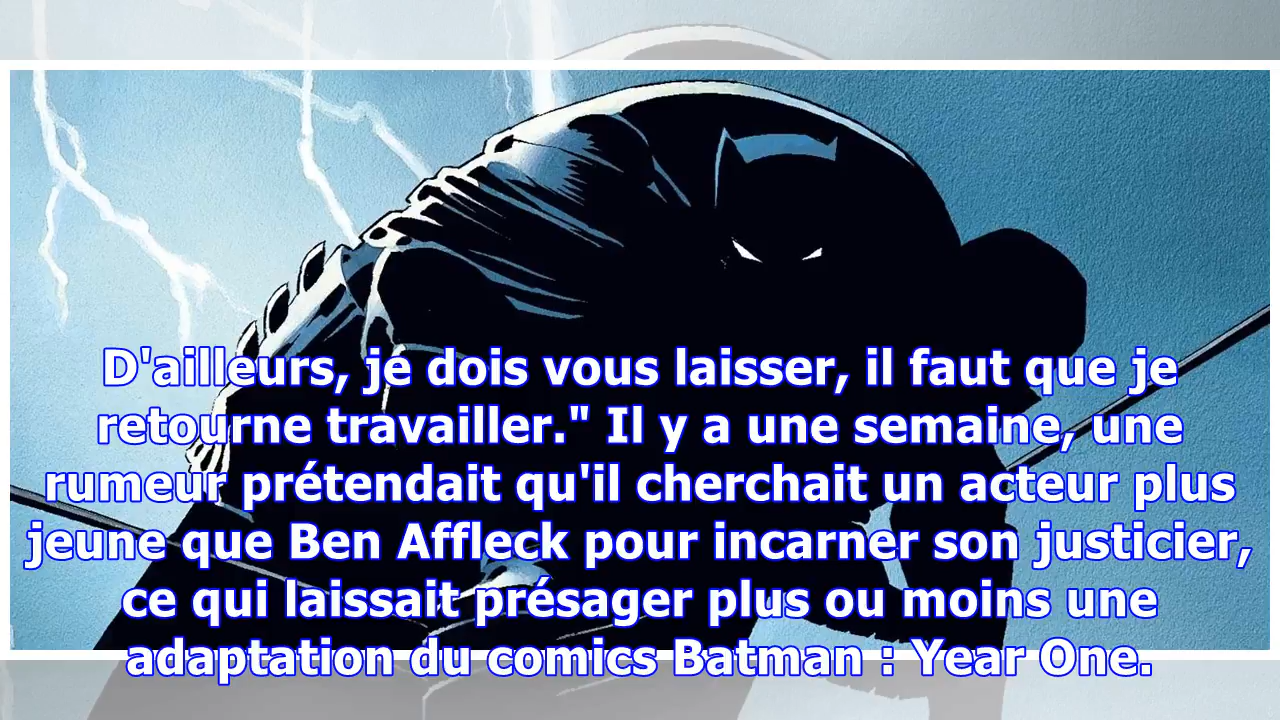 D'ailleurs, je dois vous laisser, il faut que je
retourne travailler." Il y a une semaine, une
rumeur prétendait qu'il cherchait un acteur plus
jeune que Ben Affleck pour incarner son justicier,
ce qui laissait présager plus ou moins une
adaptation du comics Batman : Year One.